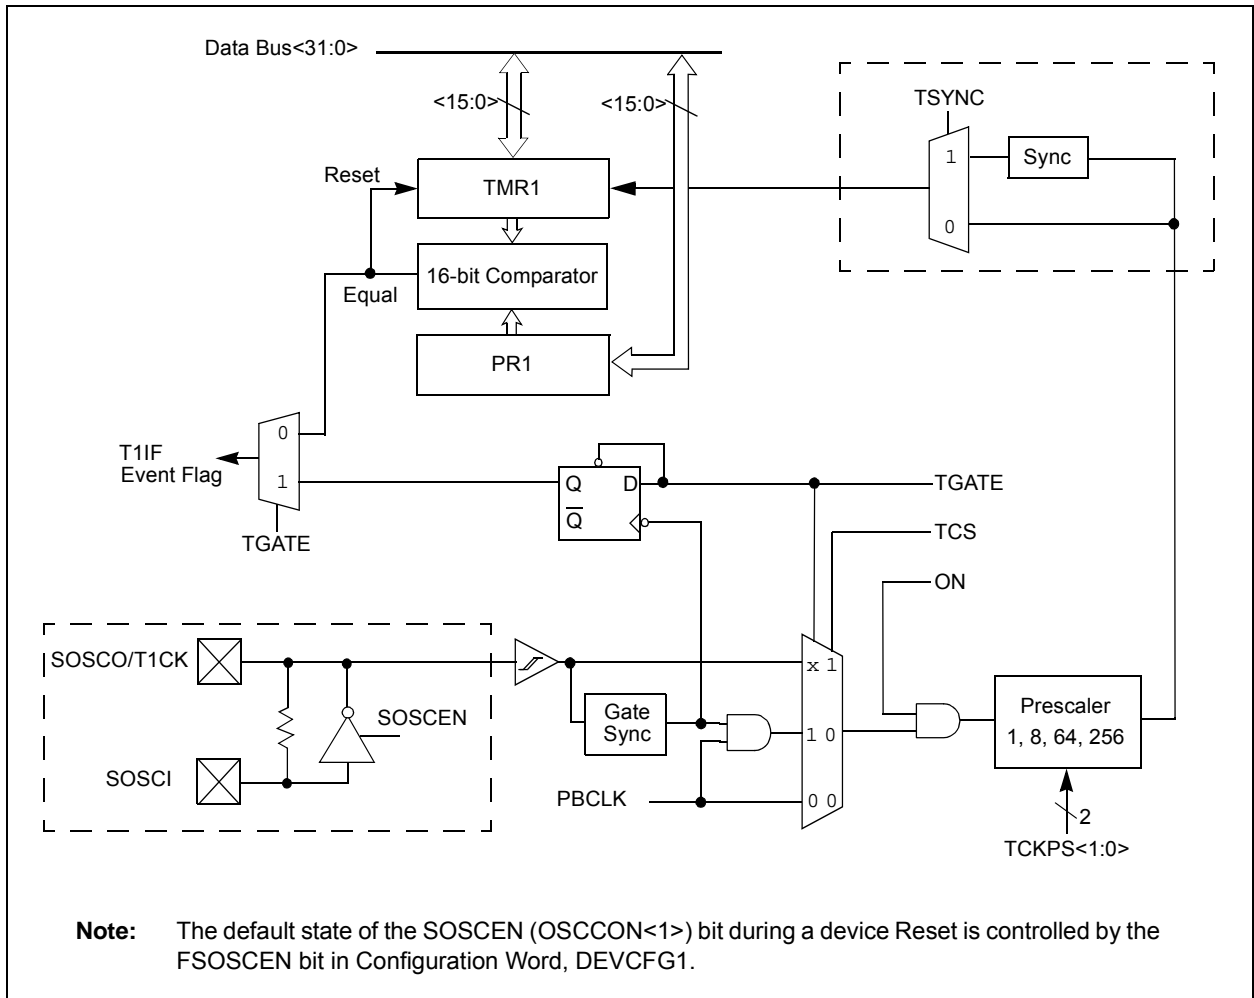 Data Bus<31:0>
<15:0>
<15:0>
TSYNC
1
Sync
0
Reset
TMR1
16-bit Comparator
Equal
PR1
T1IF
Event Flag
0
1
TGATE
Q
D
Q̅
TGATE
TCS
ON
SOSCO/T1CK
SOSCEN
SOSCI
Gate
Sync
PBCLK
x 1
1 0
0 0
Prescaler
1, 8, 64, 256
2
TCKPS<1:0>
Note: The default state of the SOSCEN (OSCCON<1>) bit during a device Reset is controlled by the
FSOSCEN bit in Configuration Word, DEVCFG1.